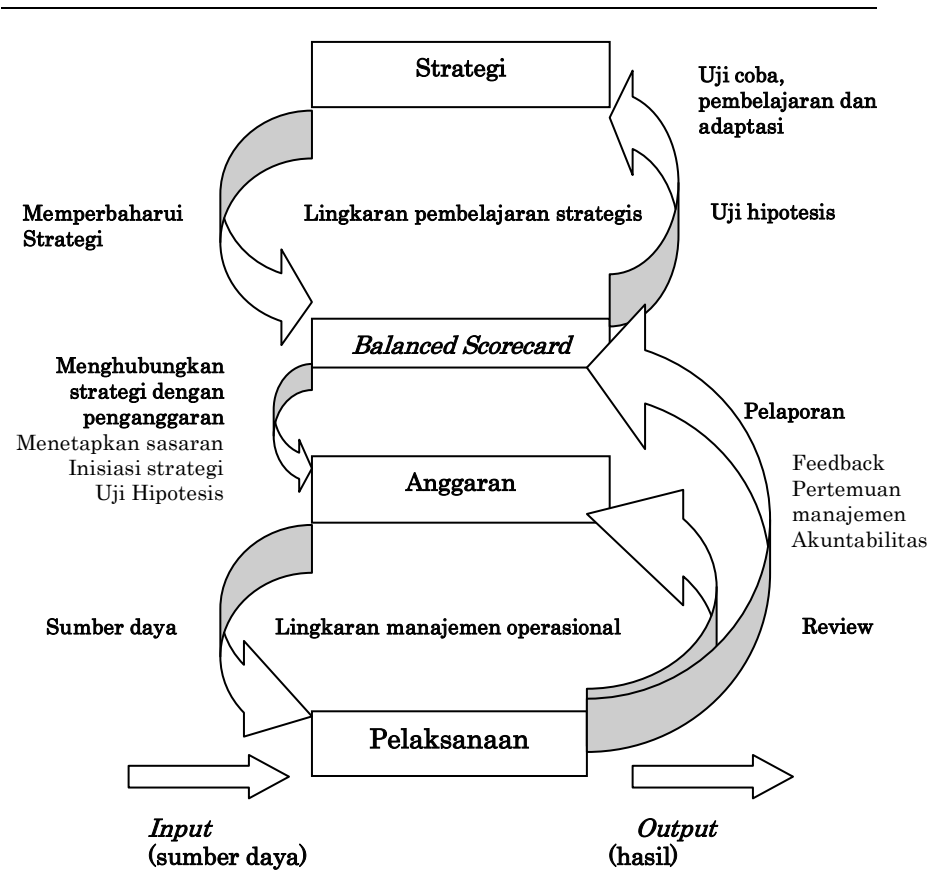 Strategi
Uji coba,
pembelajaran dan
adaptasi
Memperbaharui
Strategi
Lingkaran pembelajaran strategis
Uji hipotesis
Balanced Scorecard
Menghubungkan
strategi dengan
penganggaran
Menetapkan sasaran
Inisiasi strategi
Uji Hipotesis
Pelaporan
Feedback
Pertemuan
manajemen
Akuntabilitas
Anggaran
Sumber daya
Lingkaran manajemen operasional
Review
Pelaksanaan
Input
(sumber daya)
Output
(hasil)